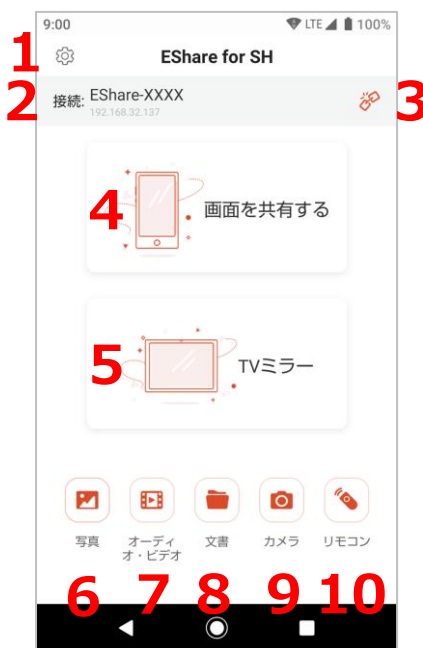 9:00 LTE 100%
1
EShare for SH
2
接続: EShare-XXXX
192.168.32.137
3
4
画面を共有する
5
TVミラー
写真 オーディオ・ビデオ 文書 カメラ リモコン
6 7 8 9 10